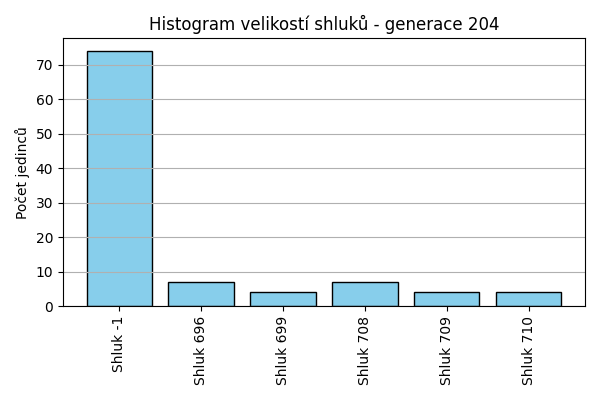 Histogram velikostí shluků - generace 204
Počet jedinců
70
60
50
40
30
20
10
0
Shluk -1
Shluk 696
Shluk 699
Shluk 708
Shluk 709
Shluk 710